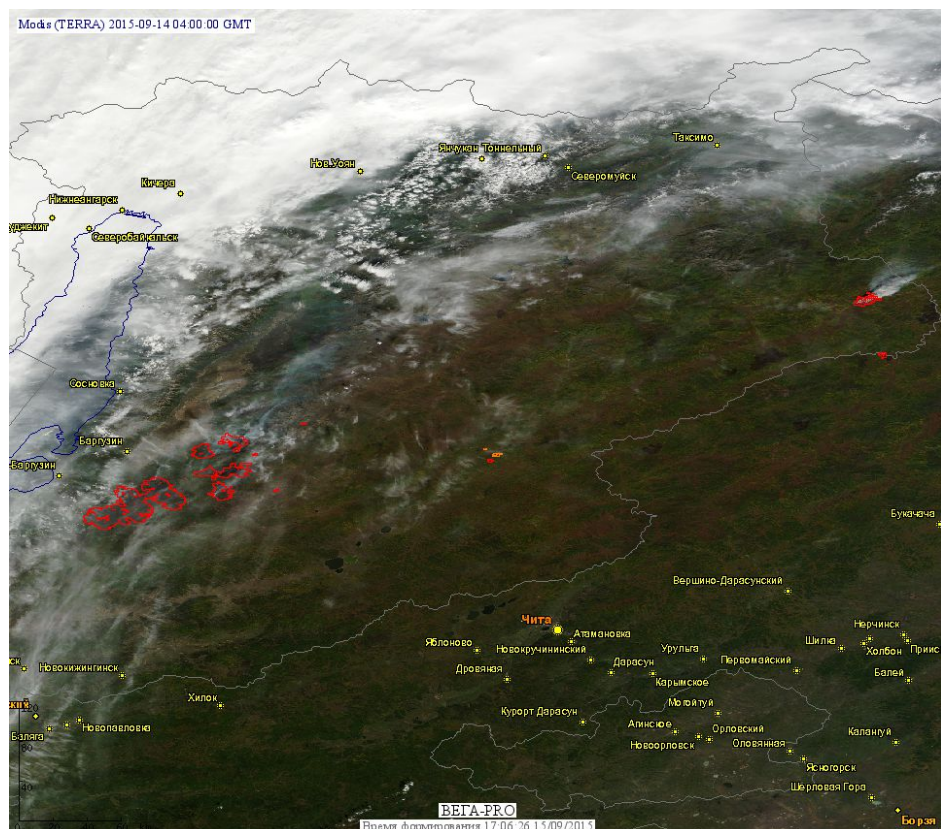 Modis (TERRA) 2015-09-14 04:00:00 GMT
Таксимо
Янчукан
Тоннельный
Северомуйск
Нов.Уоян
Кичера
Нижнеангарск
Северобайкальск
Сосновка
Баргузин
-Баргузин
Букачача
Вершино-Дарасунский
Чита
Атамановка
Нерчинск
Яблоново
Новокручининский
Урульга
Шилка
Холбон
Приис
Дарасун
Первомайский
Новокижингинск
Дровяная
Карымское
Балей
Хилок
Могойтуй
Курорт Дарасун
Агинское
Орловский
Калангуй
Новопавловка
Баляга
Новоорловск
Оловянная
Ясногорск
Шерловая Гора
ВЕГА-PRO
Борзя
Время формирования 17:06:26 15/09/2015